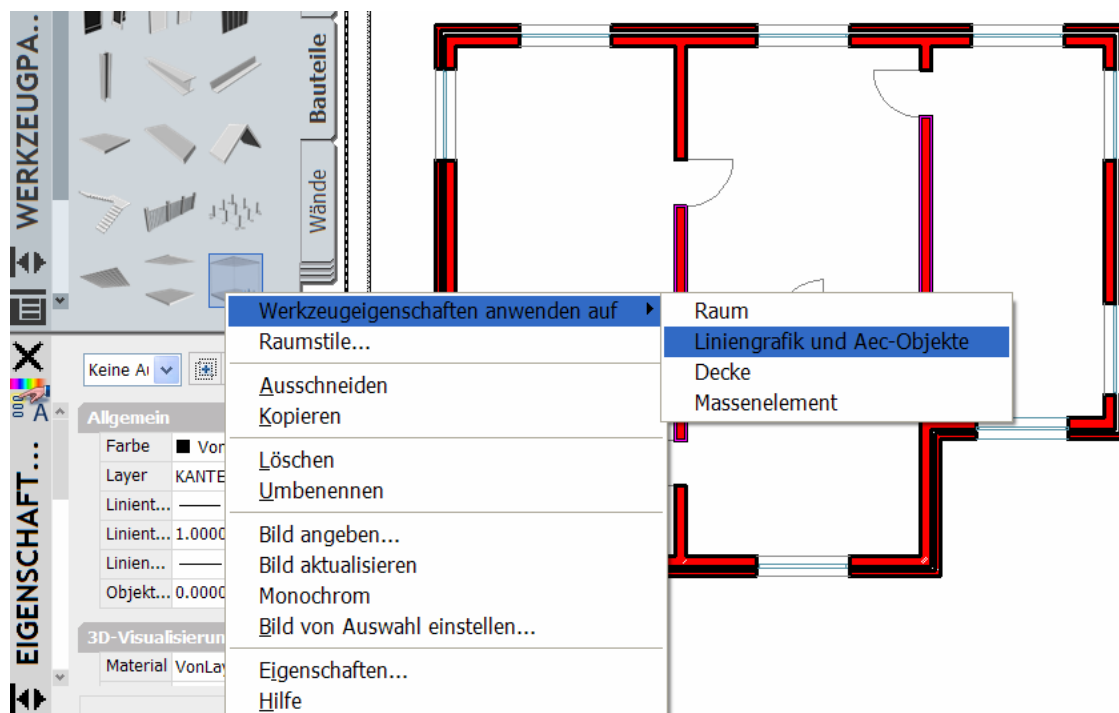 WERKZEUGPA...
Bauteile
Wände
Werkzeugeigenschaften anwenden auf
Raumstile...
Ausschneiden
Kopieren
Löschen
Umbenennen
Bild angeben...
Bild aktualisieren
Monochrom
Bild von Auswahl einstellen...
Eigenschaften...
Hilfe
Raum
Liniengrafik und Aec-Objekte
Decke
Massenelement
EIGENSCHAFT...
Keine A
Allgemein
Farbe Vor
Layer KANTE
Linient...
Linient... 1.0000
Linien...
Objekt... 0.0000
3D-Visualisierun
Material VonLay